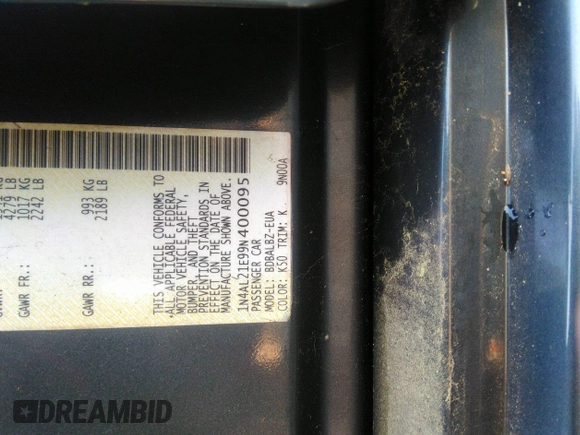 4279 LB
GAWR FR.: 1017 KG
2242 LB
GAWR RR.: 993 KG
2189 LB
THIS VEHICLE CONFORMS TO
ALL APPLICABLE FEDERAL
MOTOR VEHICLE SAFETY,
BUMPER, AND THEFT
PREVENTION STANDARDS IN
EFFECT ON THE DATE OF
MANUFACTURE SHOWN ABOVE.
1N4AL21E99N400095
PASSENGER CAR
MODEL: BDBALBZ-EUA
COLOR: K50 TRIM: K 9N00A
DREAMBID